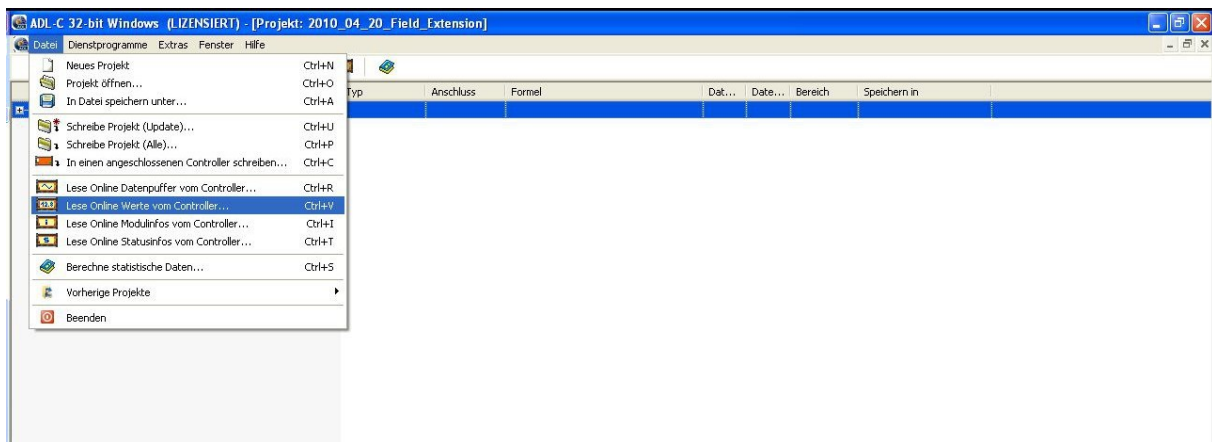 ADL-C 32-bit Windows (LIZENSIERT) - [Projekt: 2010_04_20_Field_Extension]
Datei Dienstprogramme Extras Fenster Hilfe
Neues Projekt Ctrl+N
Projekt öffnen... Ctrl+O
In Datei speichern unter... Ctrl+A
Schreibe Projekt (Update)... Ctrl+U
Schreibe Projekt (Alle)... Ctrl+P
In einen angeschlossenen Controller schreiben... Ctrl+C
Lese Online Datenpuffer vom Controller... Ctrl+R
Lese Online Werte vom Controller... Ctrl+V
Lese Online Modulinfos vom Controller... Ctrl+I
Lese Online Statusinfos vom Controller... Ctrl+T
Berechne statistische Daten... Ctrl+S
Vorherige Projekte
Beenden
Typ Anschluss Formel Dat... Date... Bereich Speichern in